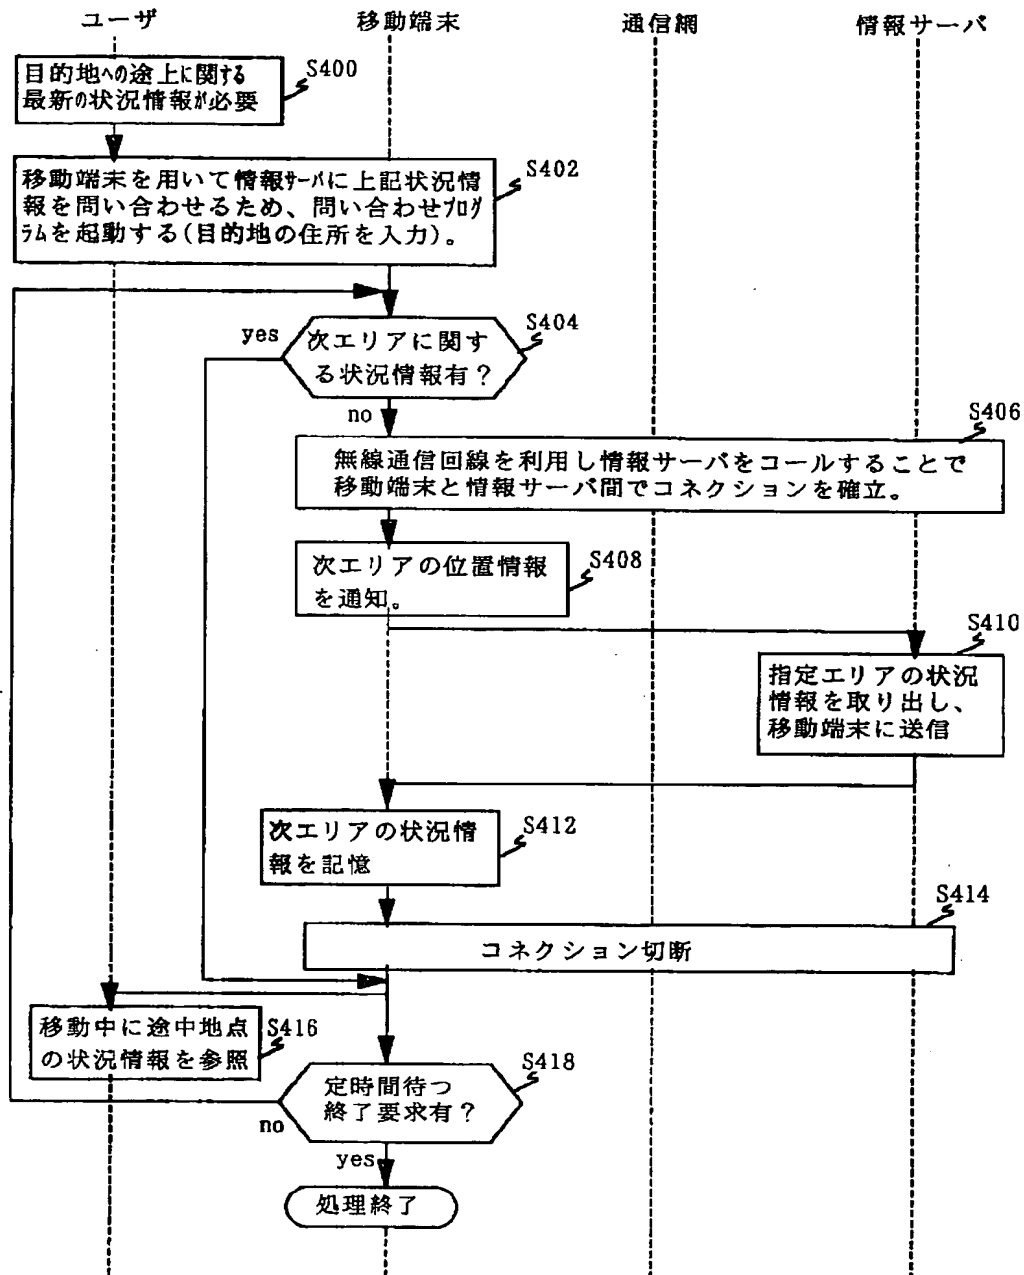 ユーザ
移動端末
通信網
情報サーバ
目的地への途上に関する
最新の状況情報が必要
S400
移動端末を用いて情報サーバに上記状況情
報を問い合わせるため、問い合わせプログ
ラムを起動する(目的地の住所を入力)。
S402
yes
次エリアに関す
る状況情報有？
S404
no
S406
無線通信回線を利用し情報サーバをコールすることで
移動端末と情報サーバ間でコネクションを確立。
次エリアの位置情報
を通知。
S408
S410
指定エリアの状況
情報を取り出し、
移動端末に送信
次エリアの状況情
報を記憶
S412
S414
コネクション切断
移動中に途中地点
の状況情報を参照
S416
定時間待つ
終了要求有？
S418
no
yes
処理終了